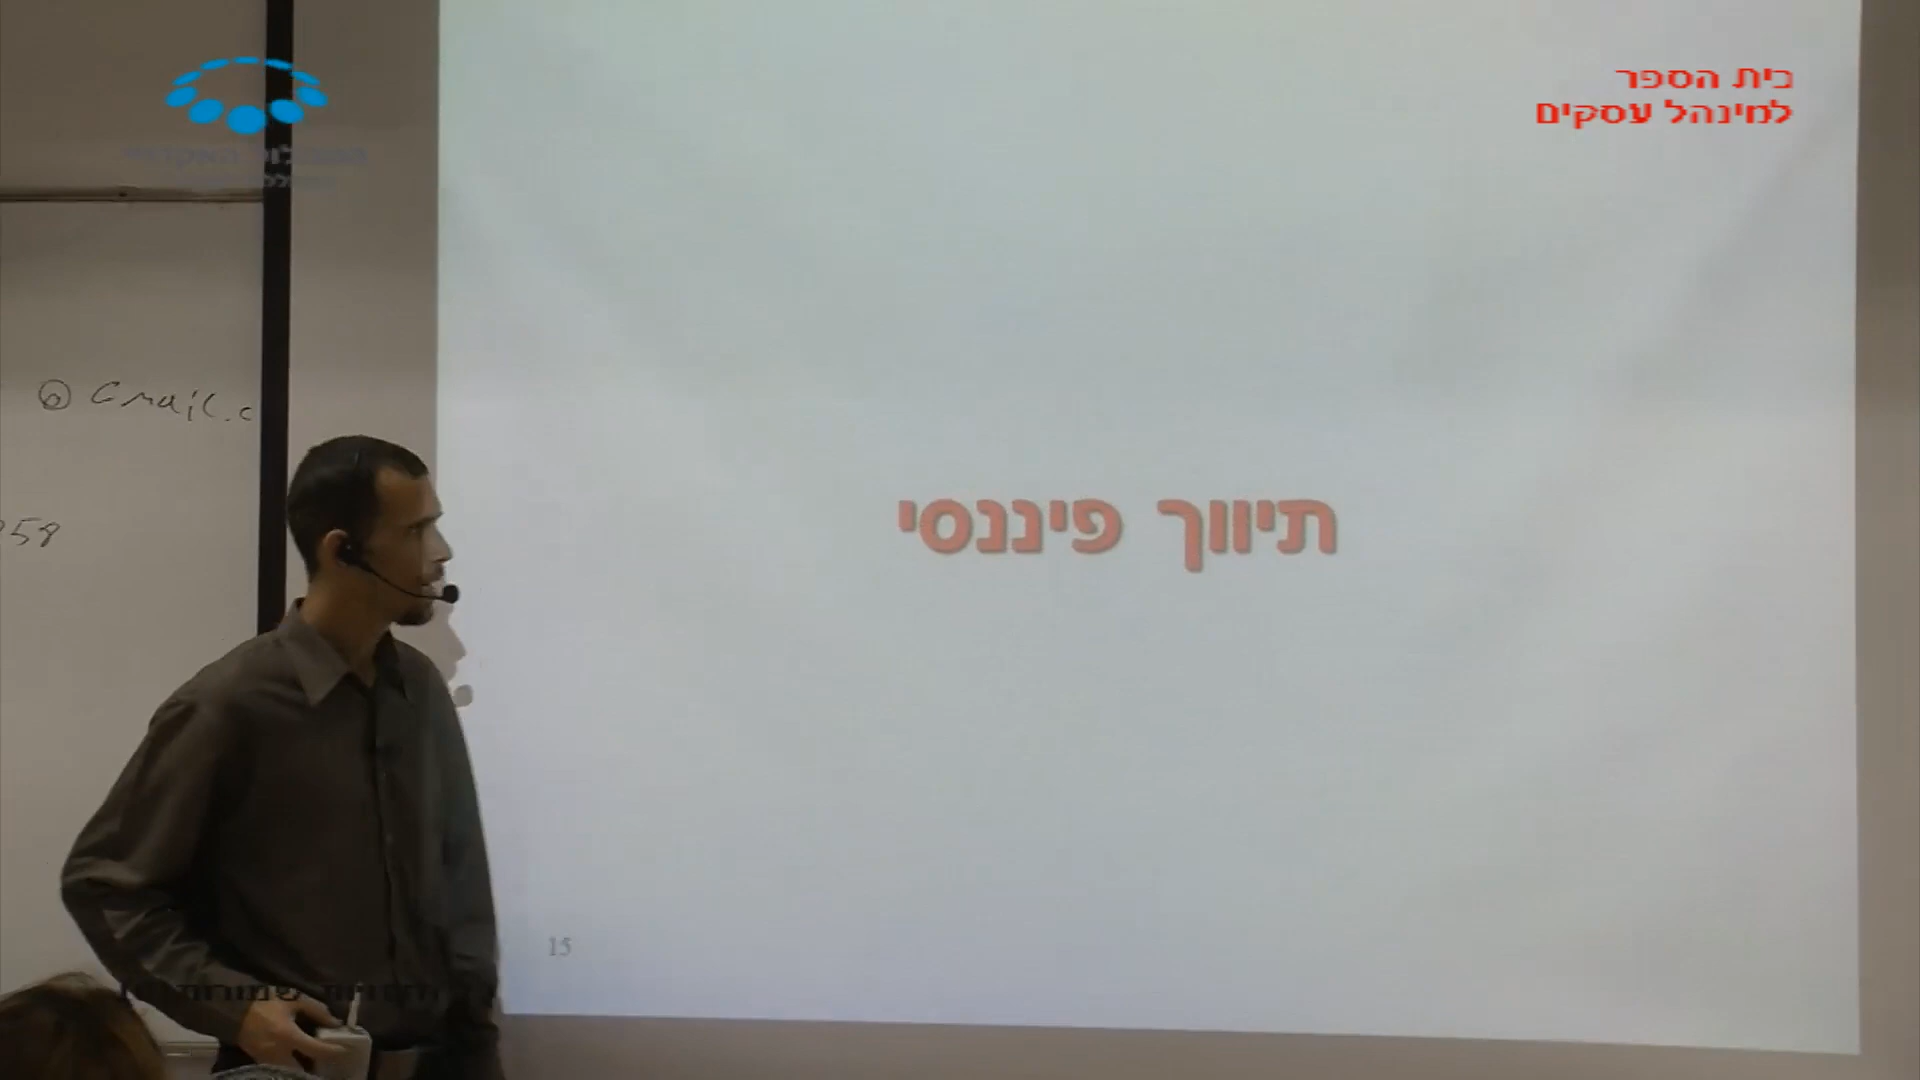 בית הספר
למינהל עסקים
@ Gmail.c
58
תיווך פיננסי
15